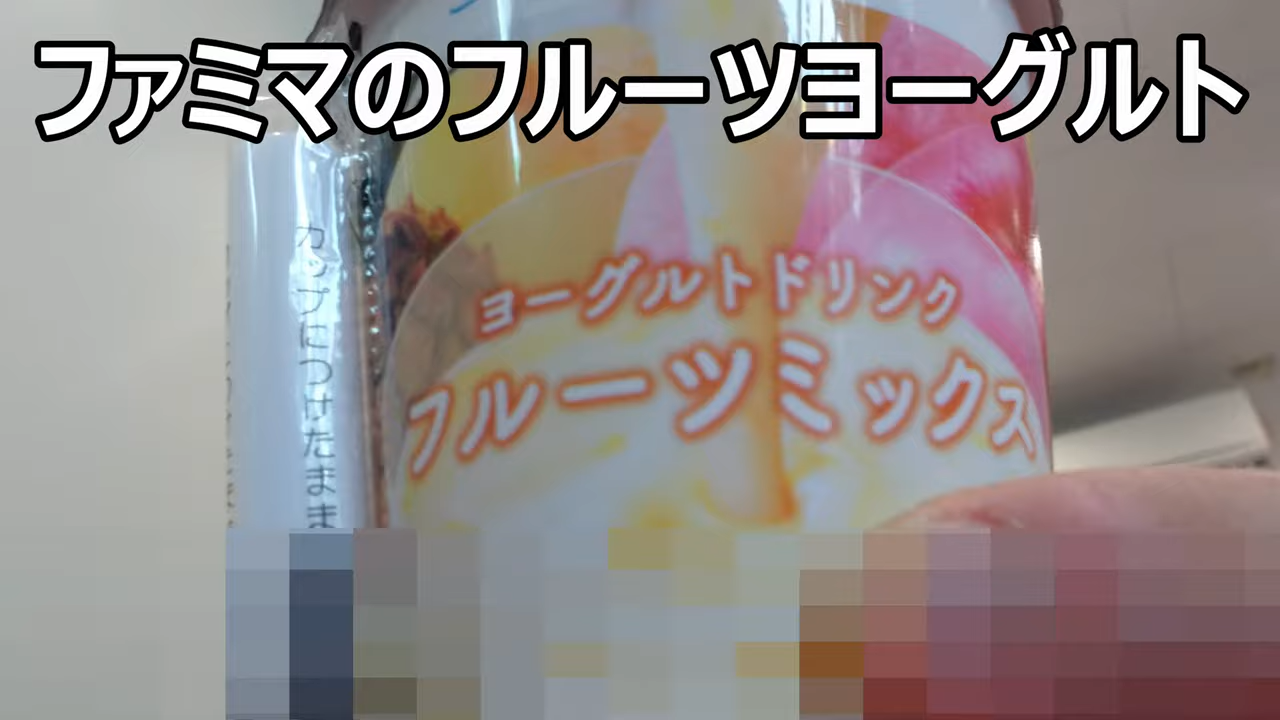 ファミマのフルーツヨーグルト
ヨーグルトドリンク
フルーツミックス
カップにつけたまま